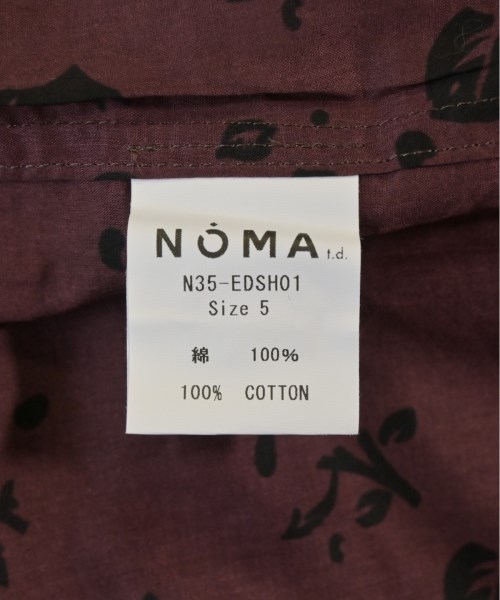 NOMA t.d.
N35-EDSH01
Size 5
綿 100%
100% COTTON